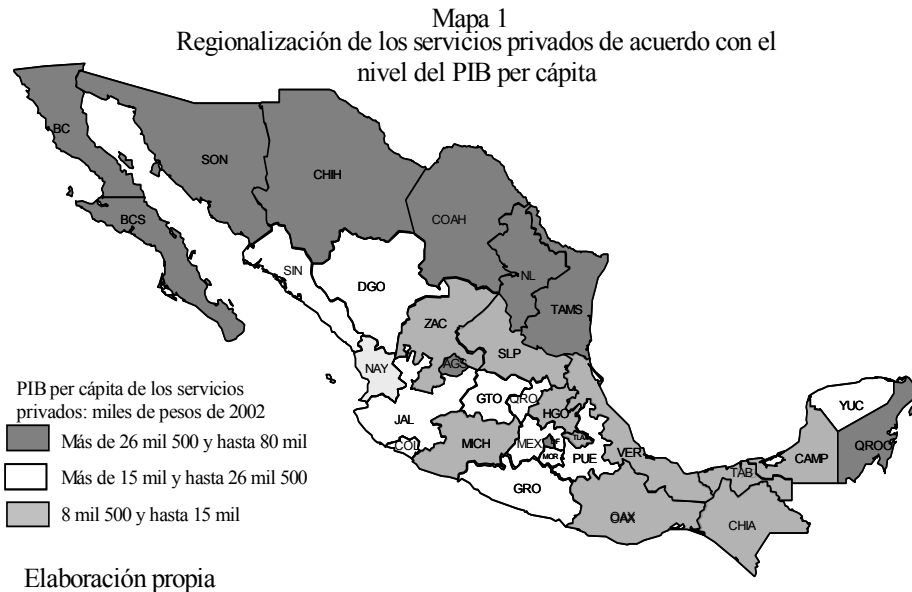 Mapa 1
Regionalización de los servicios privados de acuerdo con el
nivel del PIB per cápita
BC
SON
CHIH
COAH
BCS
NL
SIN
DGO
TAMS
ZAC
SLP
NAY
AGS
PIB per cápita de los servicios
privados: miles de pesos de 2002
Más de 26 mil 500 y hasta 80 mil
Más de 15 mil y hasta 26 mil 500
8 mil 500 y hasta 15 mil
GTO
QRO
HGO
YUC
JAL
COL
MICH
MEX
DF
TLAX
MOR
PUE
VER
CAMP
QROO
TAB
GRO
OAX
CHIA
Elaboración propia